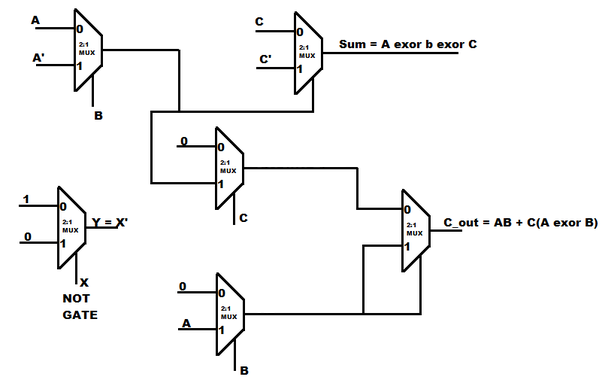 A
0
2:1
MUX
A'
1
B
C
0
2:1
MUX
C'
1
Sum = A exor b exor C
0
0
2:1
MUX
1
C
1
0
2:1
MUX
0
1
Y = X'
X
NOT
GATE
0
2:1
MUX
1
C_out = AB + C(A exor B)
0
0
2:1
MUX
A
1
B